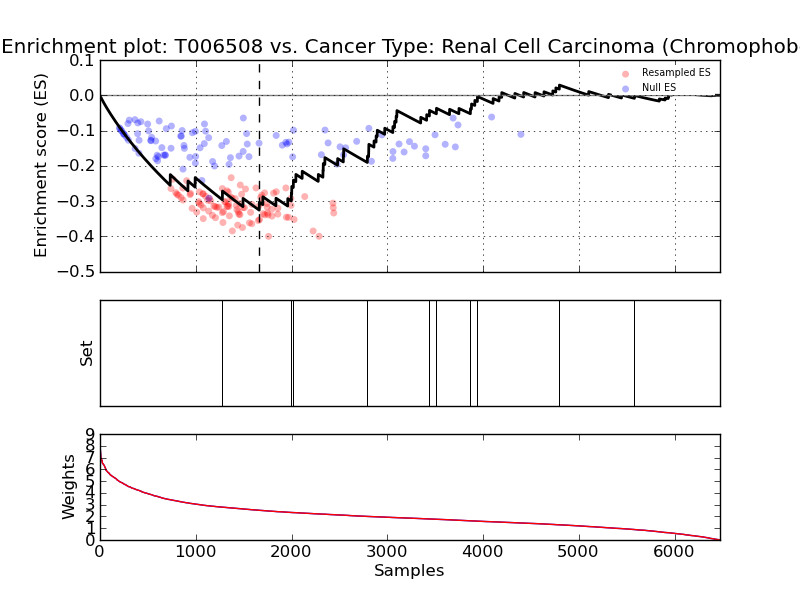 Enrichment plot: T006508 vs. Cancer Type: Renal Cell Carcinoma (Chromophob
0.1
0.0
−0.1
−0.2
−0.3
−0.4
−0.5
Enrichment score (ES)
Resampled ES
Null ES
Set
9
8
7
6
5
4
3
2
1
0
Weights
0 1000 2000 3000 4000 5000 6000
Samples